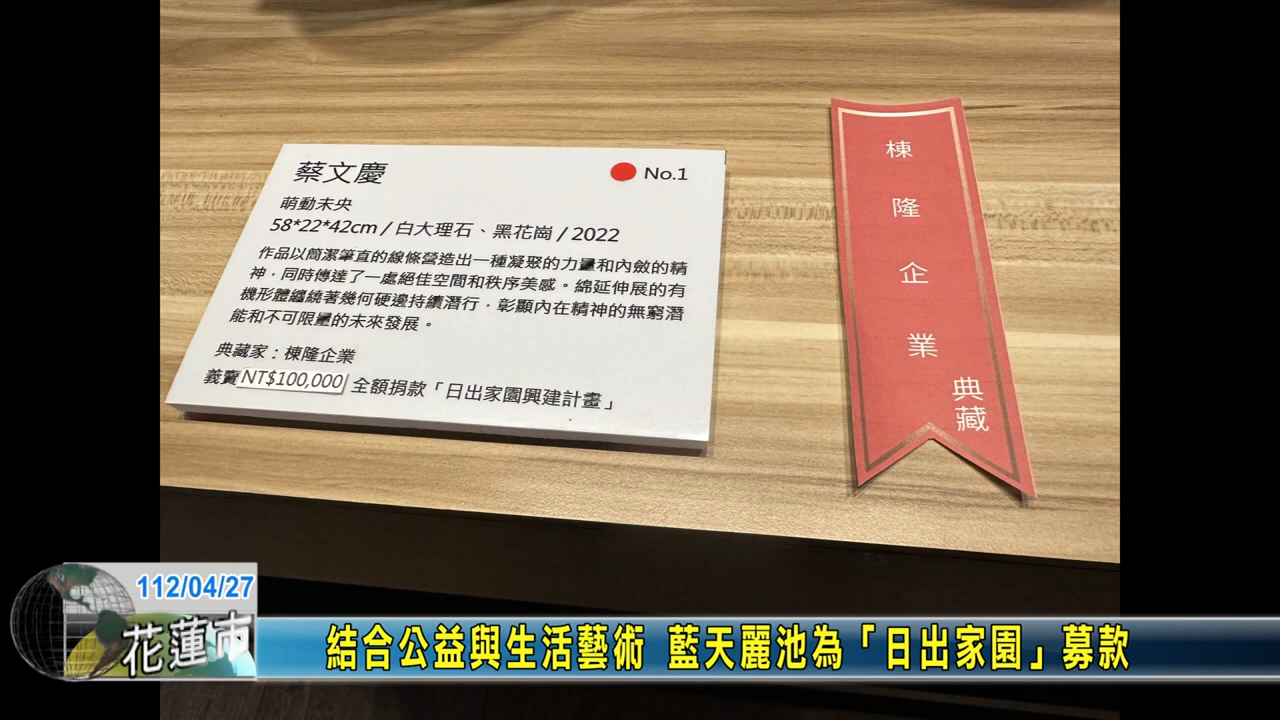 蔡文慶
No.1
萌動未央
58*22*42cm / 白大理石、黑花崗 / 2022
作品以簡潔筆直的線條營造出一種凝聚的力量和內斂的精
神，同時傳達了一處絕佳空間和秩序美感。綿延伸展的有
機形體纏繞著幾何硬邊持續潛行，彰顯內在精神的無窮潛
能和不可限量的未來發展。
典藏家：棟隆企業
義賣NT$100,000 全額捐款「日出家園興建計畫」
棟隆企業
典藏
112/04/27
花蓮市
結合公益與生活藝術 藍天麗池為「日出家園」募款